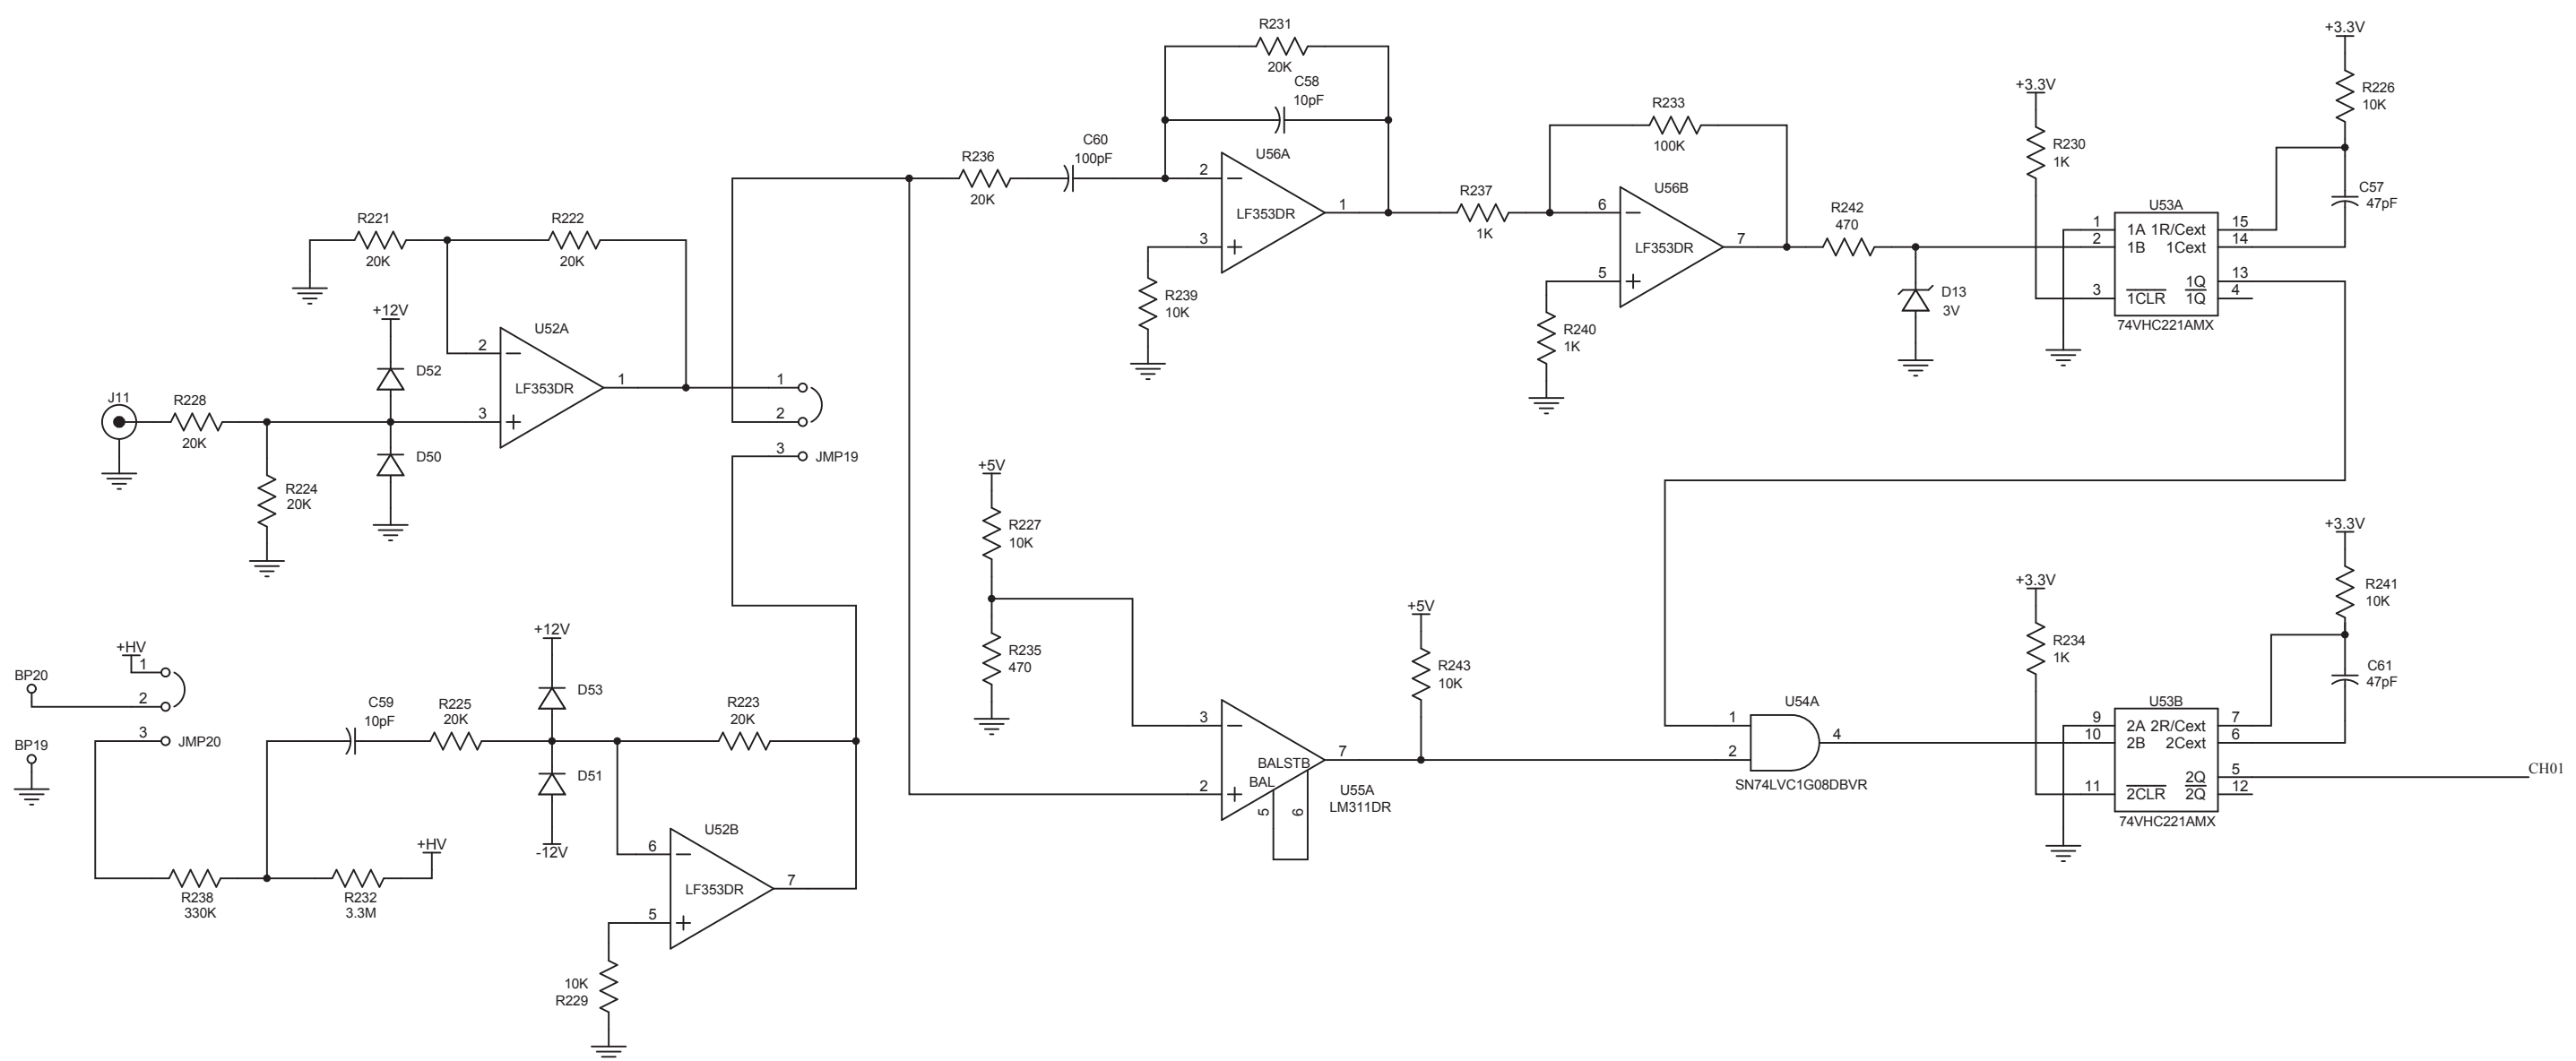 R231
20K
C58
10pF
+3.3V
R226
10K
C57
47pF
+3.3V
R230
1K
R233
100K
C60
100pF
R236
20K
U56A
2
3
1
LF353DR
R239
10K
R237
1K
U56B
6
5
7
LF353DR
R240
1K
R242
470
D13
3V
U53A
1
2
3
1A 1R/Cext
1B 1Cext
1Q
1CLR 1Q
15
14
13
4
74VHC221AMX
R221
20K
R222
20K
+12V
D52
D50
U52A
2
3
1
LF353DR
J11
R228
20K
R224
20K
1
2
3
JMP19
+5V
R227
10K
R235
470
+5V
R243
10K
3
2
7
BALSTB
BAL
5
6
U55A
LM311DR
U54A
1
2
4
SN74LVC1G08DBVR
+3.3V
R241
10K
C61
47pF
+3.3V
R234
1K
U53B
9
10
11
2A 2R/Cext
2B 2Cext
2Q
2CLR 2Q
7
6
5
12
74VHC221AMX
CH01
+HV
BP20
BP19
1
2
3
JMP20
C59
10pF
R225
20K
+12V
D53
D51
-12V
R223
20K
R238
330K
R232
3.3M
+HV
U52B
6
5
7
LF353DR
10K
R229